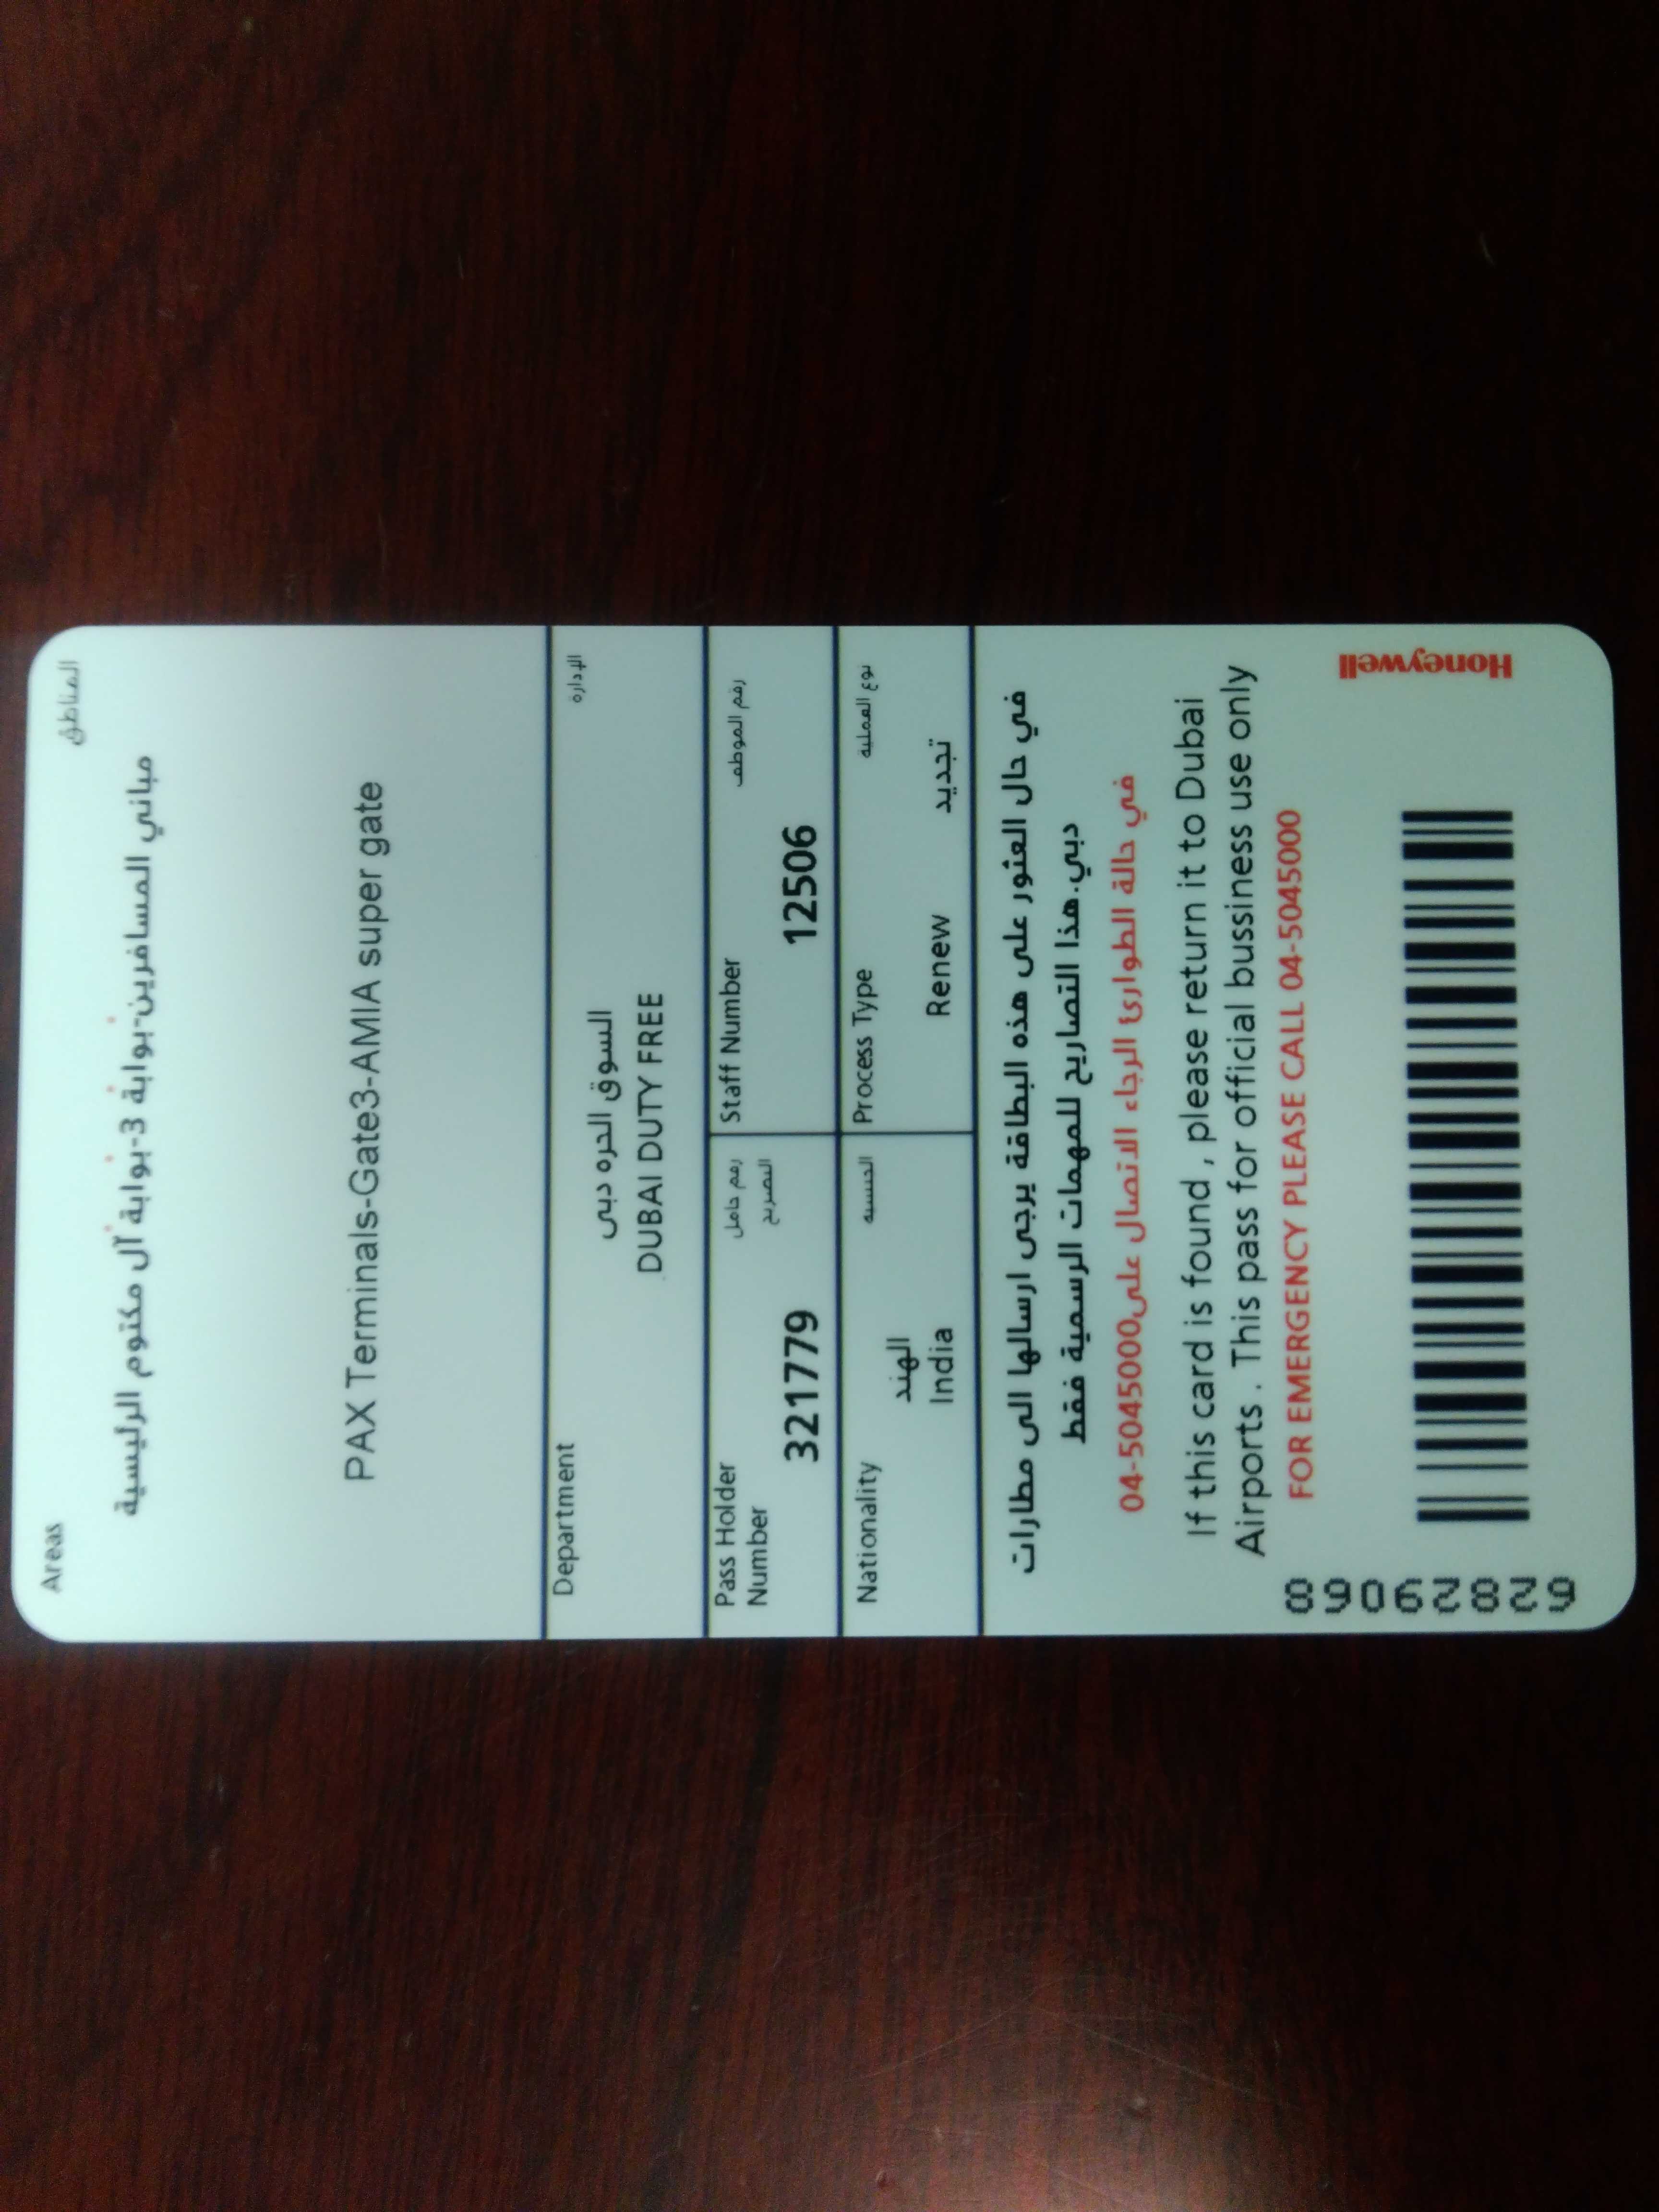 Areas المناطق
مباني المسافرين-بوابة 3-بوابة آل مكتوم الرئيسية
PAX Terminals-Gate3-AMIA super gate
Department الإدارة
السوق الحره دبى
DUBAI DUTY FREE
Pass Holder Number رقم حامل التصريح
321779
Staff Number رقم الموظف
12506
Nationality الجنسية
الهند
India
Process Type نوع العملية
Renew تجديد
في حال العثور على هذه البطاقة يرجى ارسالها الى مطارات
دبي.هذا التصاريح للمهمات الرسمية فقط
في حالة الطوارئ الرجاء الاتصال على04-5045000
If this card is found , please return it to Dubai
Airports . This pass for official bussiness use only
FOR EMERGENCY PLEASE CALL 04-5045000
62829068
Honeywell